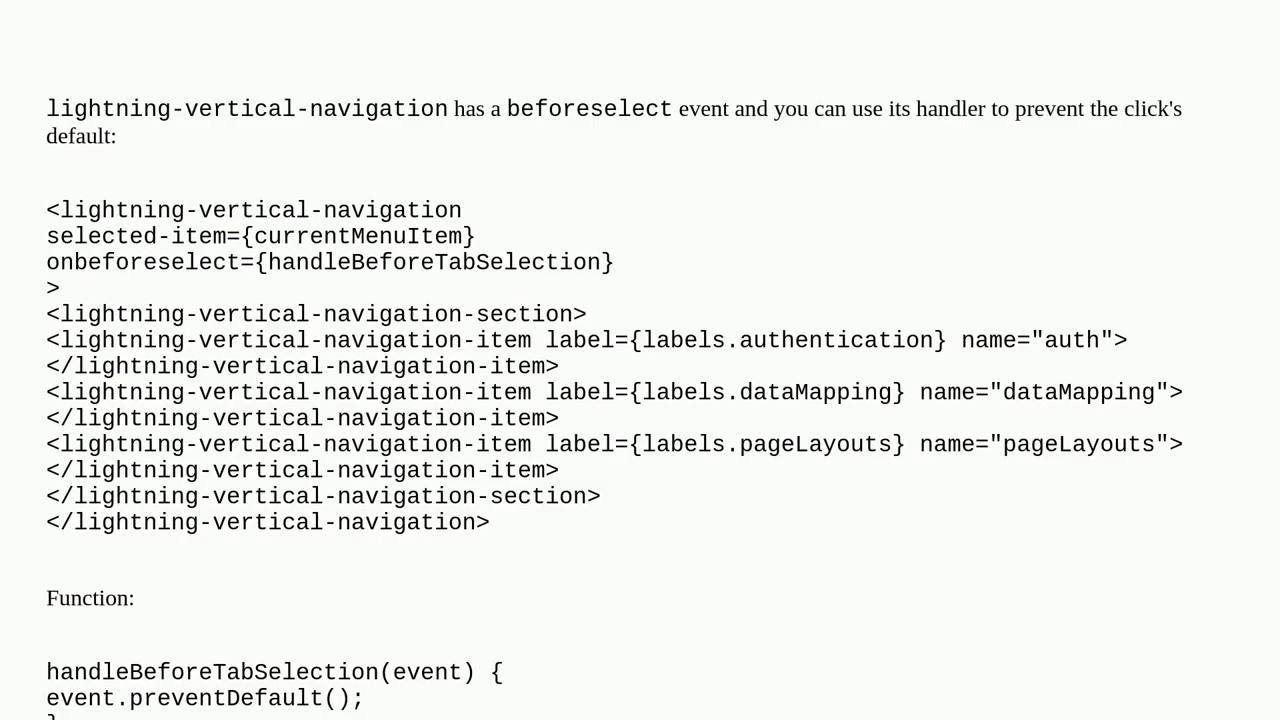 lightning-vertical-navigation has a beforeselect event and you can use its handler to prevent the click's
default:
<lightning-vertical-navigation
selected-item={currentMenuItem}
onbeforeselect={handleBeforeTabSelection}
>
<lightning-vertical-navigation-section>
<lightning-vertical-navigation-item label={labels.authentication} name="auth">
</lightning-vertical-navigation-item>
<lightning-vertical-navigation-item label={labels.dataMapping} name="dataMapping">
</lightning-vertical-navigation-item>
<lightning-vertical-navigation-item label={labels.pageLayouts} name="pageLayouts">
</lightning-vertical-navigation-item>
</lightning-vertical-navigation-section>
</lightning-vertical-navigation>
Function:
handleBeforeTabSelection(event) {
event.preventDefault();
}